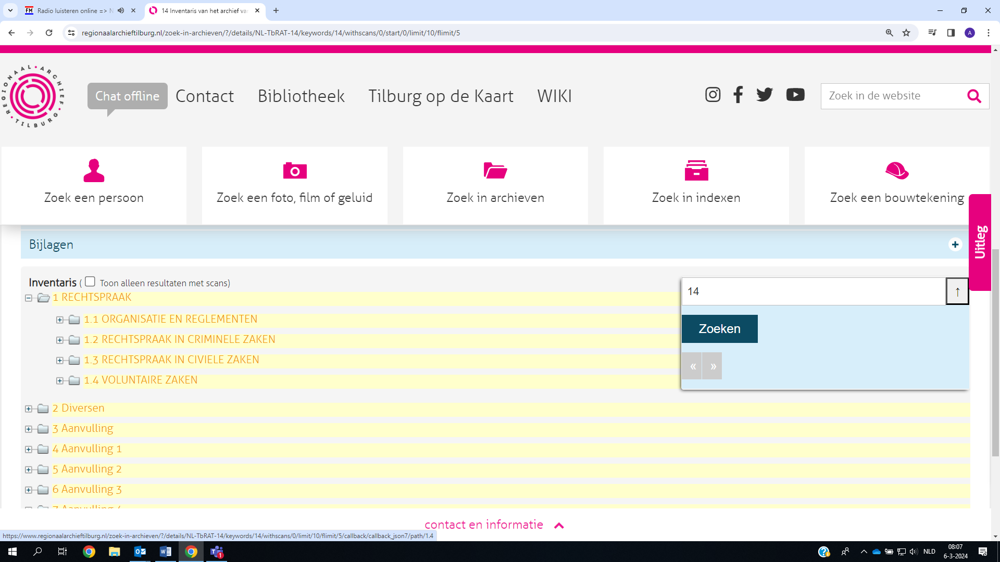 Radio luisteren online => N
14 Inventaris van het archief va
regionaalarchieftilburg.nl/zoek-in-archieven/?/details/NL-TbRAT-14/keywords/14/withscans/0/start/0/limit/10/flimit/5
A
REGIONAAL • ARCHIEF • TILBURG •
Chat offline
Contact
Bibliotheek
Tilburg op de Kaart
WIKI
Zoek in de website
Zoek een persoon
Zoek een foto, film of geluid
Zoek in archieven
Zoek in indexen
Zoek een bouwtekening
Uitleg
Bijlagen
Inventaris ( Toon alleen resultaten met scans)
14
↑
Zoeken
« »
1 RECHTSPRAAK
1.1 ORGANISATIE EN REGLEMENTEN
1.2 RECHTSPRAAK IN CRIMINELE ZAKEN
1.3 RECHTSPRAAK IN CIVIELE ZAKEN
1.4 VOLUNTAIRE ZAKEN
2 Diversen
3 Aanvulling
4 Aanvulling 1
5 Aanvulling 2
6 Aanvulling 3
7 Aanvulling 4
contact en informatie
https://www.regionaalarchieftilburg.nl/zoek-in-archieven/?/details/NL-TbRAT-14/keywords/14/withscans/0/limit/10/flimit/5/callback/callback_json7/path/1.4
NLD
08:07
6-3-2024